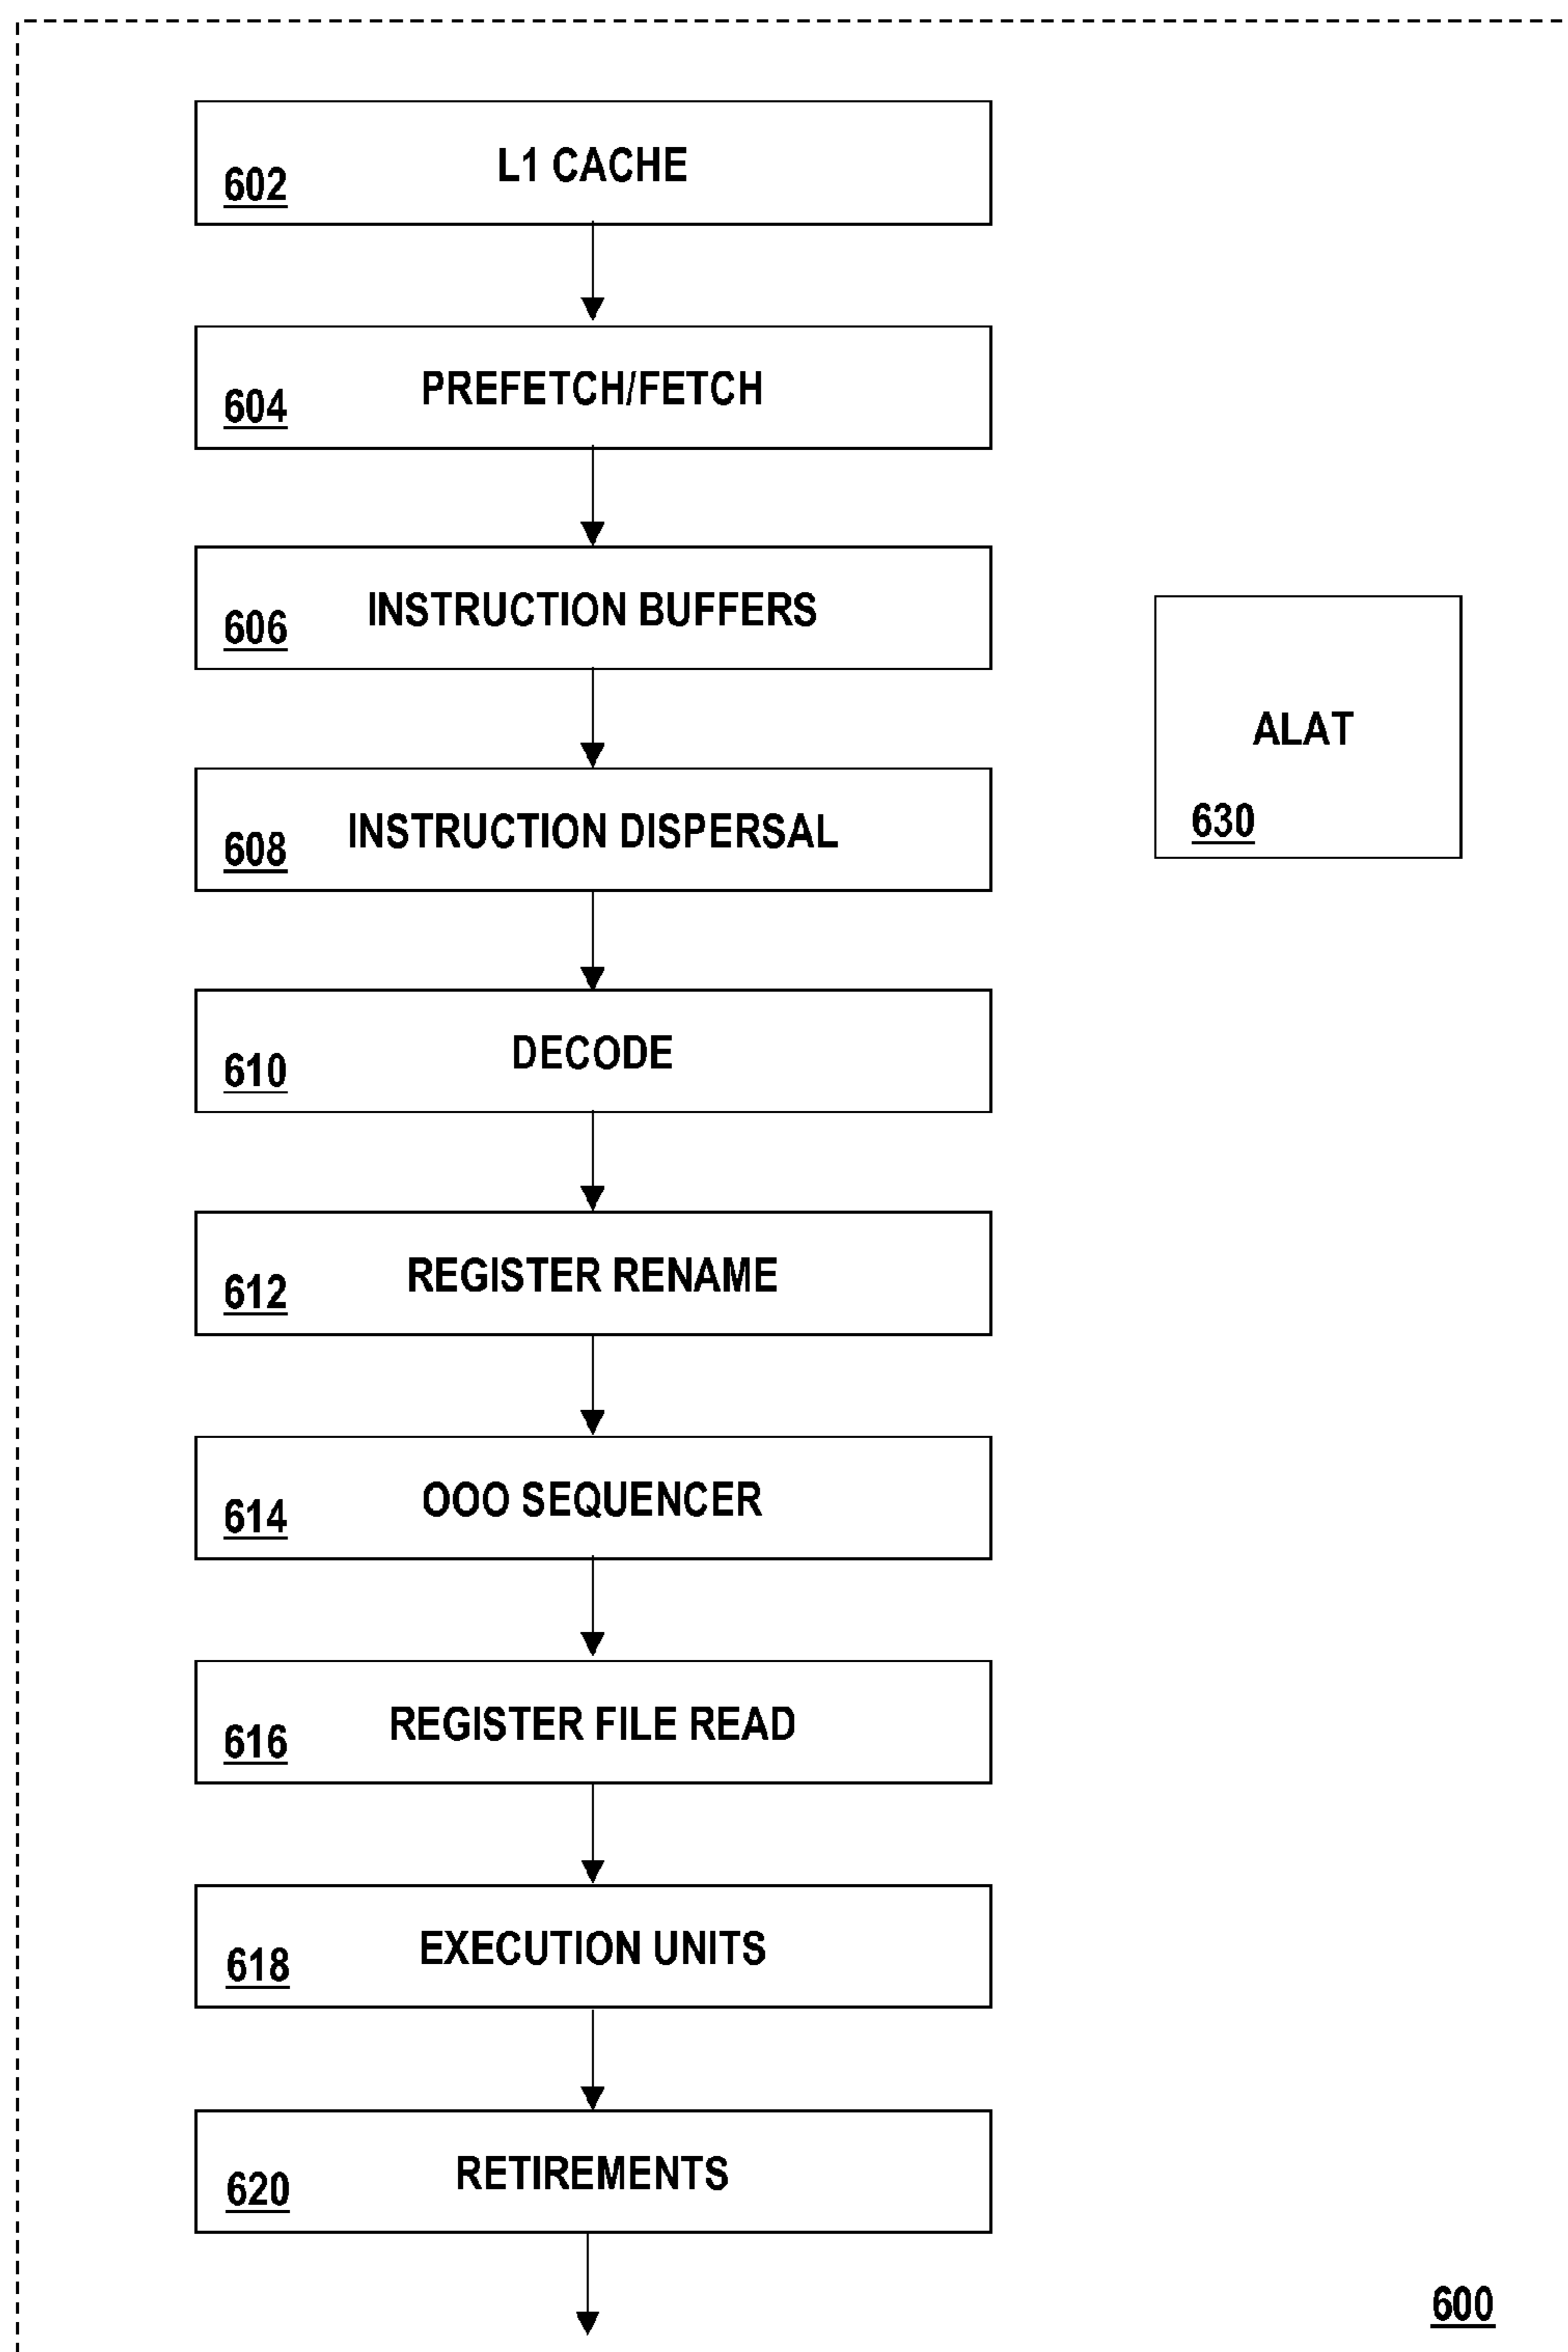 L1 CACHE
602
PREFETCH/FETCH
604
INSTRUCTION BUFFERS
606
INSTRUCTION DISPERSAL
608
DECODE
610
REGISTER RENAME
612
OOO SEQUENCER
614
REGISTER FILE READ
616
EXECUTION UNITS
618
RETIREMENTS
620
ALAT
630
600